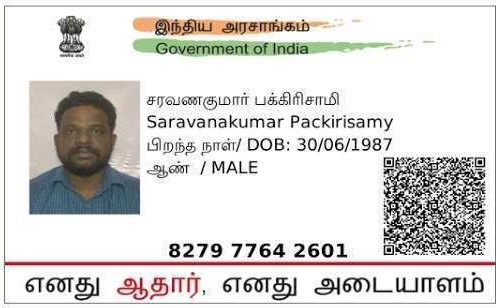 இந்திய அரசாங்கம்
Government of India
சரவணகுமார் பக்கிரிசாமி
Saravanakumar Packirisamy
பிறந்த நாள்/ DOB: 30/06/1987
ஆண் / MALE
8279 7764 2601
எனது ஆதார், எனது அடையாளம்